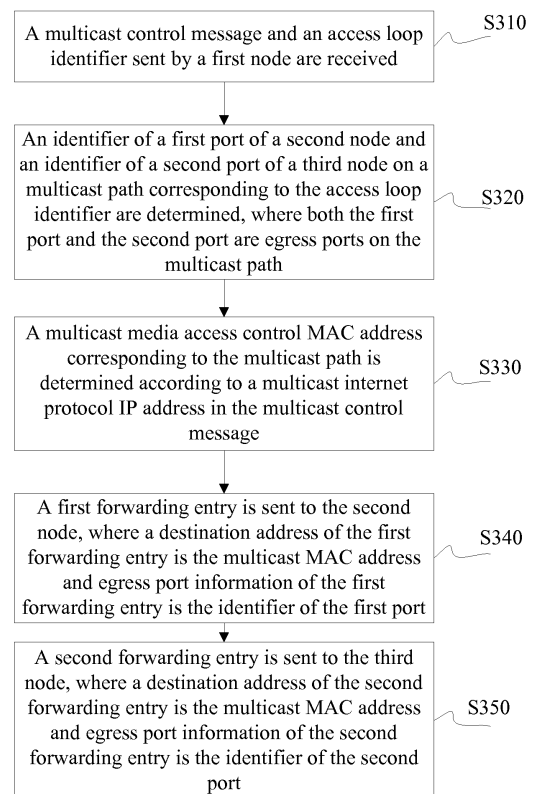 A multicast control message and an access loop
identifier sent by a first node are received
S310
An identifier of a first port of a second node and
an identifier of a second port of a third node on a
multicast path corresponding to the access loop
identifier are determined, where both the first
port and the second port are egress ports on the
multicast path
S320
A multicast media access control MAC address
corresponding to the multicast path is
determined according to a multicast internet
protocol IP address in the multicast control
message
S330
A first forwarding entry is sent to the second
node, where a destination address of the first
forwarding entry is the multicast MAC address
and egress port information of the first
forwarding entry is the identifier of the first port
S340
A second forwarding entry is sent to the third
node, where a destination address of the second
forwarding entry is the multicast MAC address
and egress port information of the second
forwarding entry is the identifier of the second
port
S350